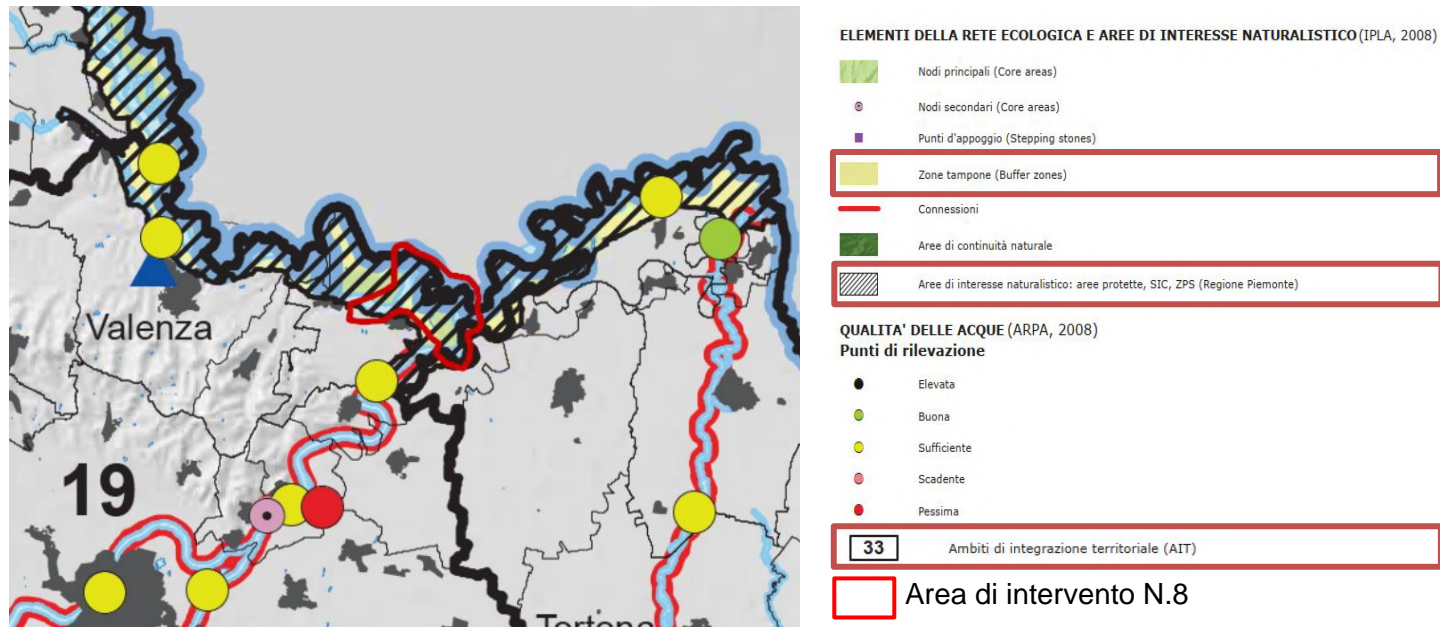 Valenza
19
Tortona
ELEMENTI DELLA RETE ECOLOGICA E AREE DI INTERESSE NATURALISTICO (IPLA, 2008)
Nodi principali (Core areas)
Nodi secondari (Core areas)
Punti d'appoggio (Stepping stones)
Zone tampone (Buffer zones)
Connessioni
Aree di continuità naturale
Aree di interesse naturalistico: aree protette, SIC, ZPS (Regione Piemonte)
QUALITA' DELLE ACQUE (ARPA, 2008)
Punti di rilevazione
Elevata
Buona
Sufficiente
Scadente
Pessima
33 Ambiti di integrazione territoriale (AIT)
Area di intervento N.8